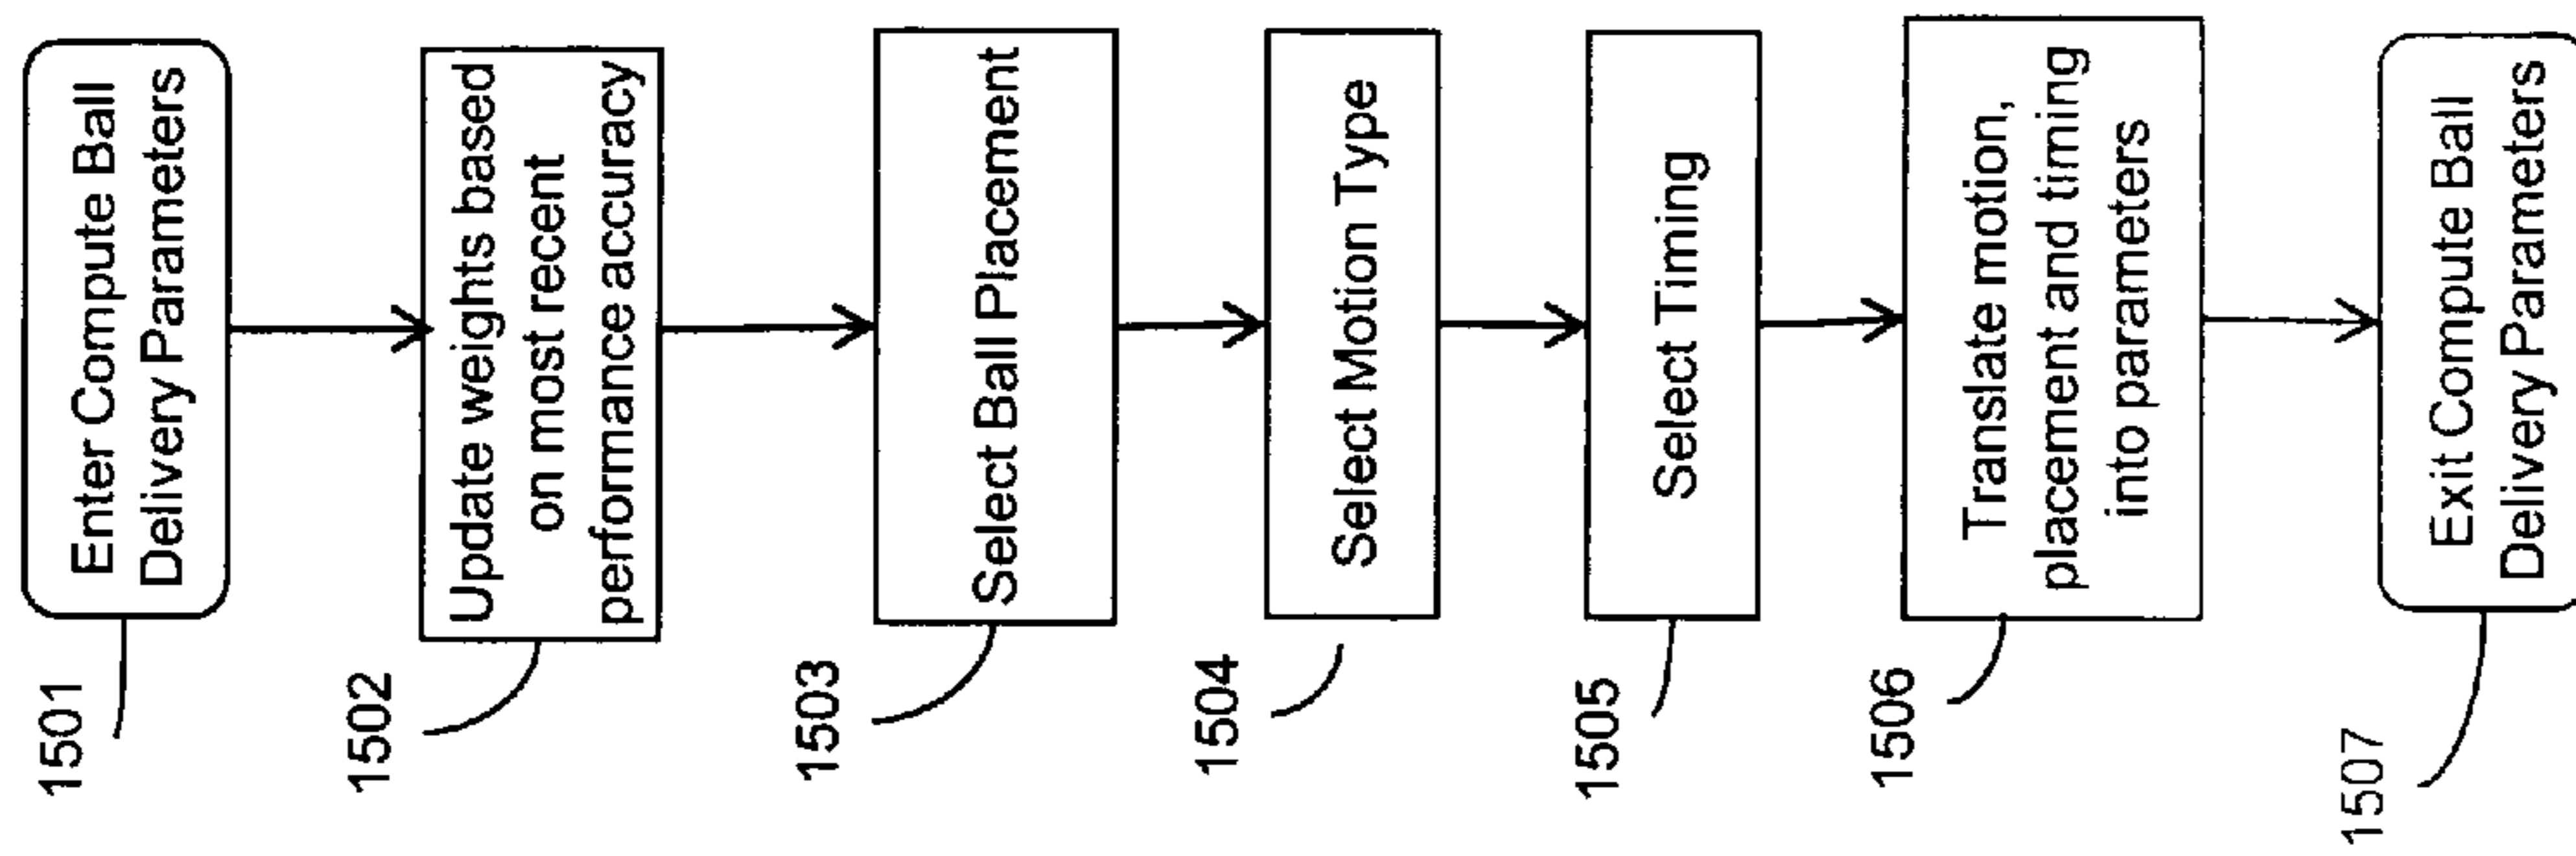 1501
Enter Compute Ball
Delivery Parameters
1502
Update weights based
on most recent
performance accuracy
1503
Select Ball Placement
1504
Select Motion Type
1505
Select Timing
1506
Translate motion,
placement and timing
into parameters
1507
Exit Compute Ball
Delivery Parameters